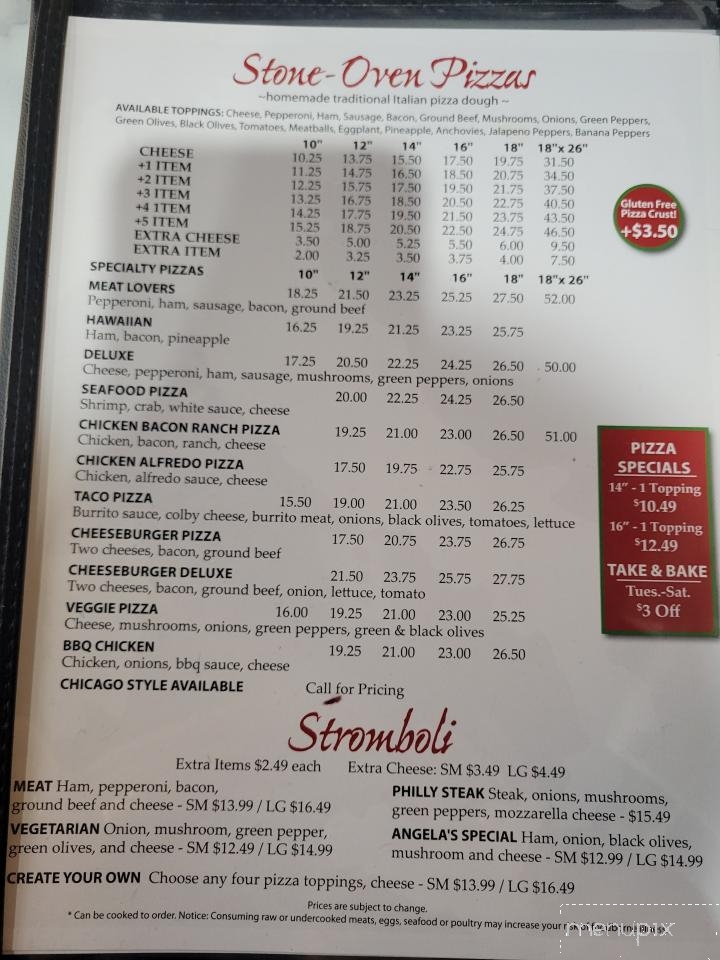 Stone-Oven Pizzas
~homemade traditional Italian pizza dough ~
AVAILABLE TOPPINGS: Cheese, Pepperoni, Ham, Sausage, Bacon, Ground Beef, Mushrooms, Onions, Green Peppers,
Green Olives, Black Olives, Tomatoes, Meatballs, Eggplant, Pineapple, Anchovies, Jalapeno Peppers, Banana Peppers
10" 12" 14" 16" 18" 18"x 26"
CHEESE 10.25 13.75 15.50 17.50 19.75 31.50
+1 ITEM 11.25 14.75 16.50 18.50 20.75 34.50
+2 ITEM 12.25 15.75 17.50 19.50 21.75 37.50
+3 ITEM 13.25 16.75 18.50 20.50 22.75 40.50
+4 1TEM 14.25 17.75 19.50 21.50 23.75 43.50
+5 ITEM 15.25 18.75 20.50 22.50 24.75 46.50
EXTRA CHEESE 3.50 5.00 5.25 5.50 6.00 9.50
EXTRA ITEM 2.00 3.25 3.50 3.75 4.00 7.50
Gluten Free
Pizza Crust!
+$3.50
SPECIALTY PIZZAS 10" 12" 14" 16" 18" 18"x 26"
MEAT LOVERS 18.25 21.50 23.25 25.25 27.50 52.00
Pepperoni, ham, sausage, bacon, ground beef
HAWAIIAN 16.25 19.25 21.25 23.25 25.75
Ham, bacon, pineapple
DELUXE 17.25 20.50 22.25 24.25 26.50 50.00
Cheese, pepperoni, ham, sausage, mushrooms, green peppers, onions
SEAFOOD PIZZA 20.00 22.25 24.25 26.50
Shrimp, crab, white sauce, cheese
CHICKEN BACON RANCH PIZZA 19.25 21.00 23.00 26.50 51.00
Chicken, bacon, ranch, cheese
CHICKEN ALFREDO PIZZA 17.50 19.75 22.75 25.75
Chicken, alfredo sauce, cheese
TACO PIZZA 15.50 19.00 21.00 23.50 26.25
Burrito sauce, colby cheese, burrito meat, onions, black olives, tomatoes, lettuce
CHEESEBURGER PIZZA 17.50 20.75 23.75 26.75
Two cheeses, bacon, ground beef
CHEESEBURGER DELUXE 21.50 23.75 25.75 27.75
Two cheeses, bacon, ground beef, onion, lettuce, tomato
VEGGIE PIZZA 16.00 19.25 21.00 23.00 25.25
Cheese, mushrooms, onions, green peppers, green & black olives
BBQ CHICKEN 19.25 21.00 23.00 26.50
Chicken, onions, bbq sauce, cheese
CHICAGO STYLE AVAILABLE Call for Pricing
PIZZA
SPECIALS
14" - 1 Topping
$10.49
16" - 1 Topping
$12.49
TAKE & BAKE
Tues.-Sat.
$3 Off
Stromboli
Extra Items $2.49 each Extra Cheese: SM $3.49 LG $4.49
MEAT Ham, pepperoni, bacon,
ground beef and cheese - SM $13.99 / LG $16.49
VEGETARIAN Onion, mushroom, green pepper,
green olives, and cheese - SM $12.49 / LG $14.99
PHILLY STEAK Steak, onions, mushrooms,
green peppers, mozzarella cheese - $15.49
ANGELA'S SPECIAL Ham, onion, black olives,
mushroom and cheese - SM $12.99 / LG $14.99
CREATE YOUR OWN Choose any four pizza toppings, cheese - SM $13.99 / LG $16.49
Prices are subject to change.
* Can be cooked to order. Notice: Consuming raw or undercooked meats, eggs, seafood or poultry may increase your risk of foodborne illness.
menupix